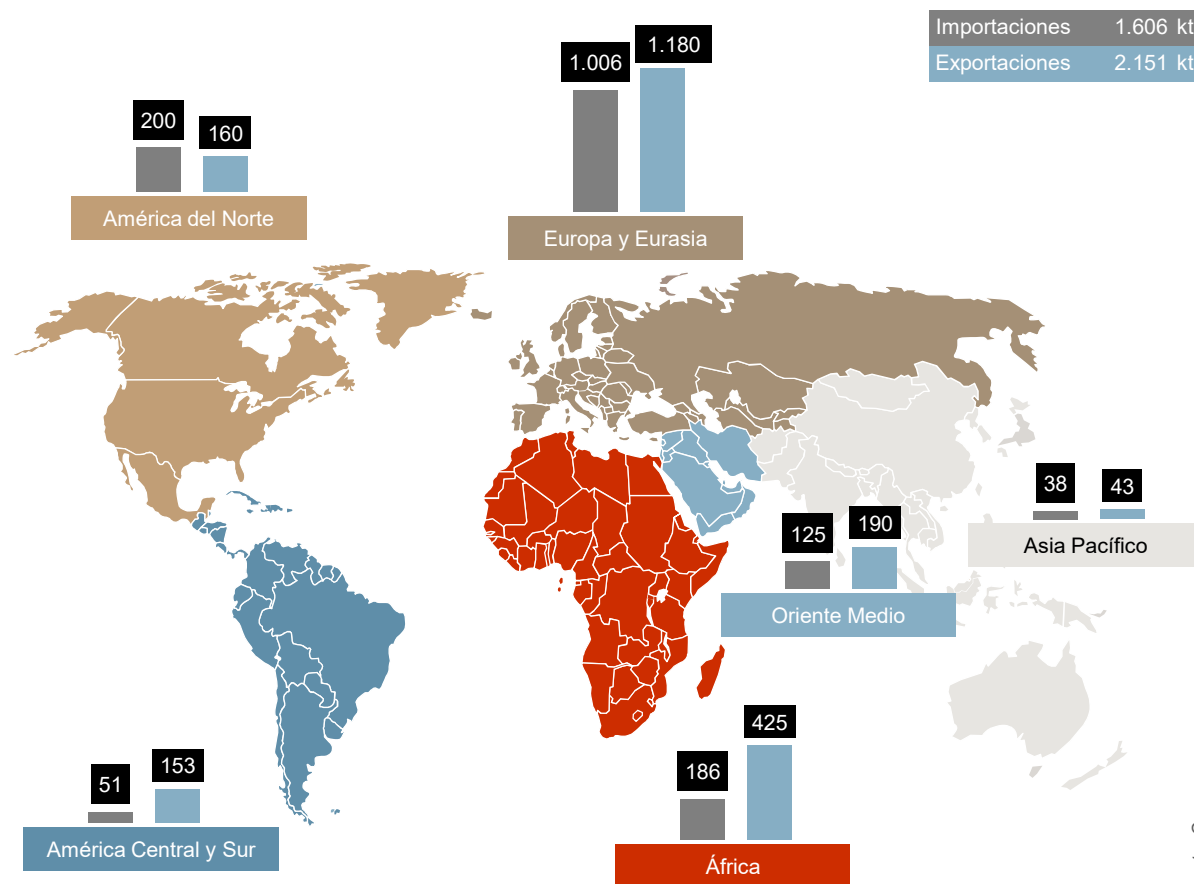 Importaciones 1.606 kt
Exportaciones 2.151 kt
1.006 1.180
Europa y Eurasia
200 160
América del Norte
38 43
Asia Pacífico
125 190
Oriente Medio
186 425
África
51 153
América Central y Sur